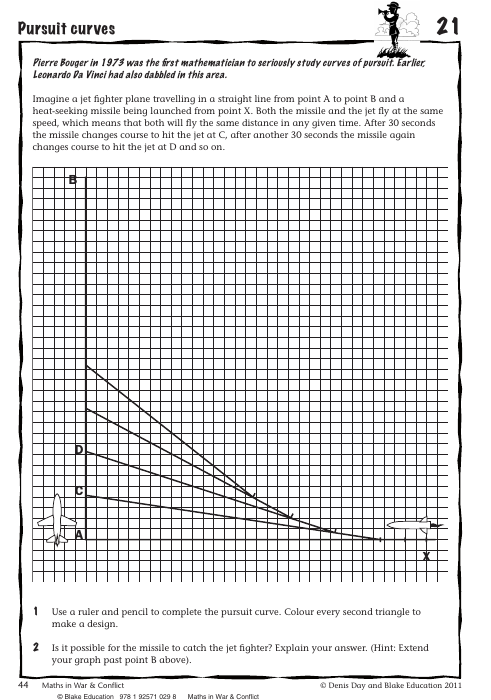 Pursuit curves
21
Pierre Bouger in 1973 was the first mathematician to seriously study curves of pursuit. Earlier,
Leonardo Da Vinci had also dabbled in this area.
Imagine a jet fighter plane travelling in a straight line from point A to point B and a
heat-seeking missile being launched from point X. Both the missile and the jet fly at the same
speed, which means that both will fly the same distance in any given time. After 30 seconds
the missile changes course to hit the jet at C, after another 30 seconds the missile again
changes course to hit the jet at D and so on.
B
D
C
A
X
1 Use a ruler and pencil to complete the pursuit curve. Colour every second triangle to
make a design.
2 Is it possible for the missile to catch the jet fighter? Explain your answer. (Hint: Extend
your graph past point B above).
44 Maths in War & Conflict
© Denis Day and Blake Education 2011
© Blake Education 978 1 92571 029 8 Maths in War & Conflict